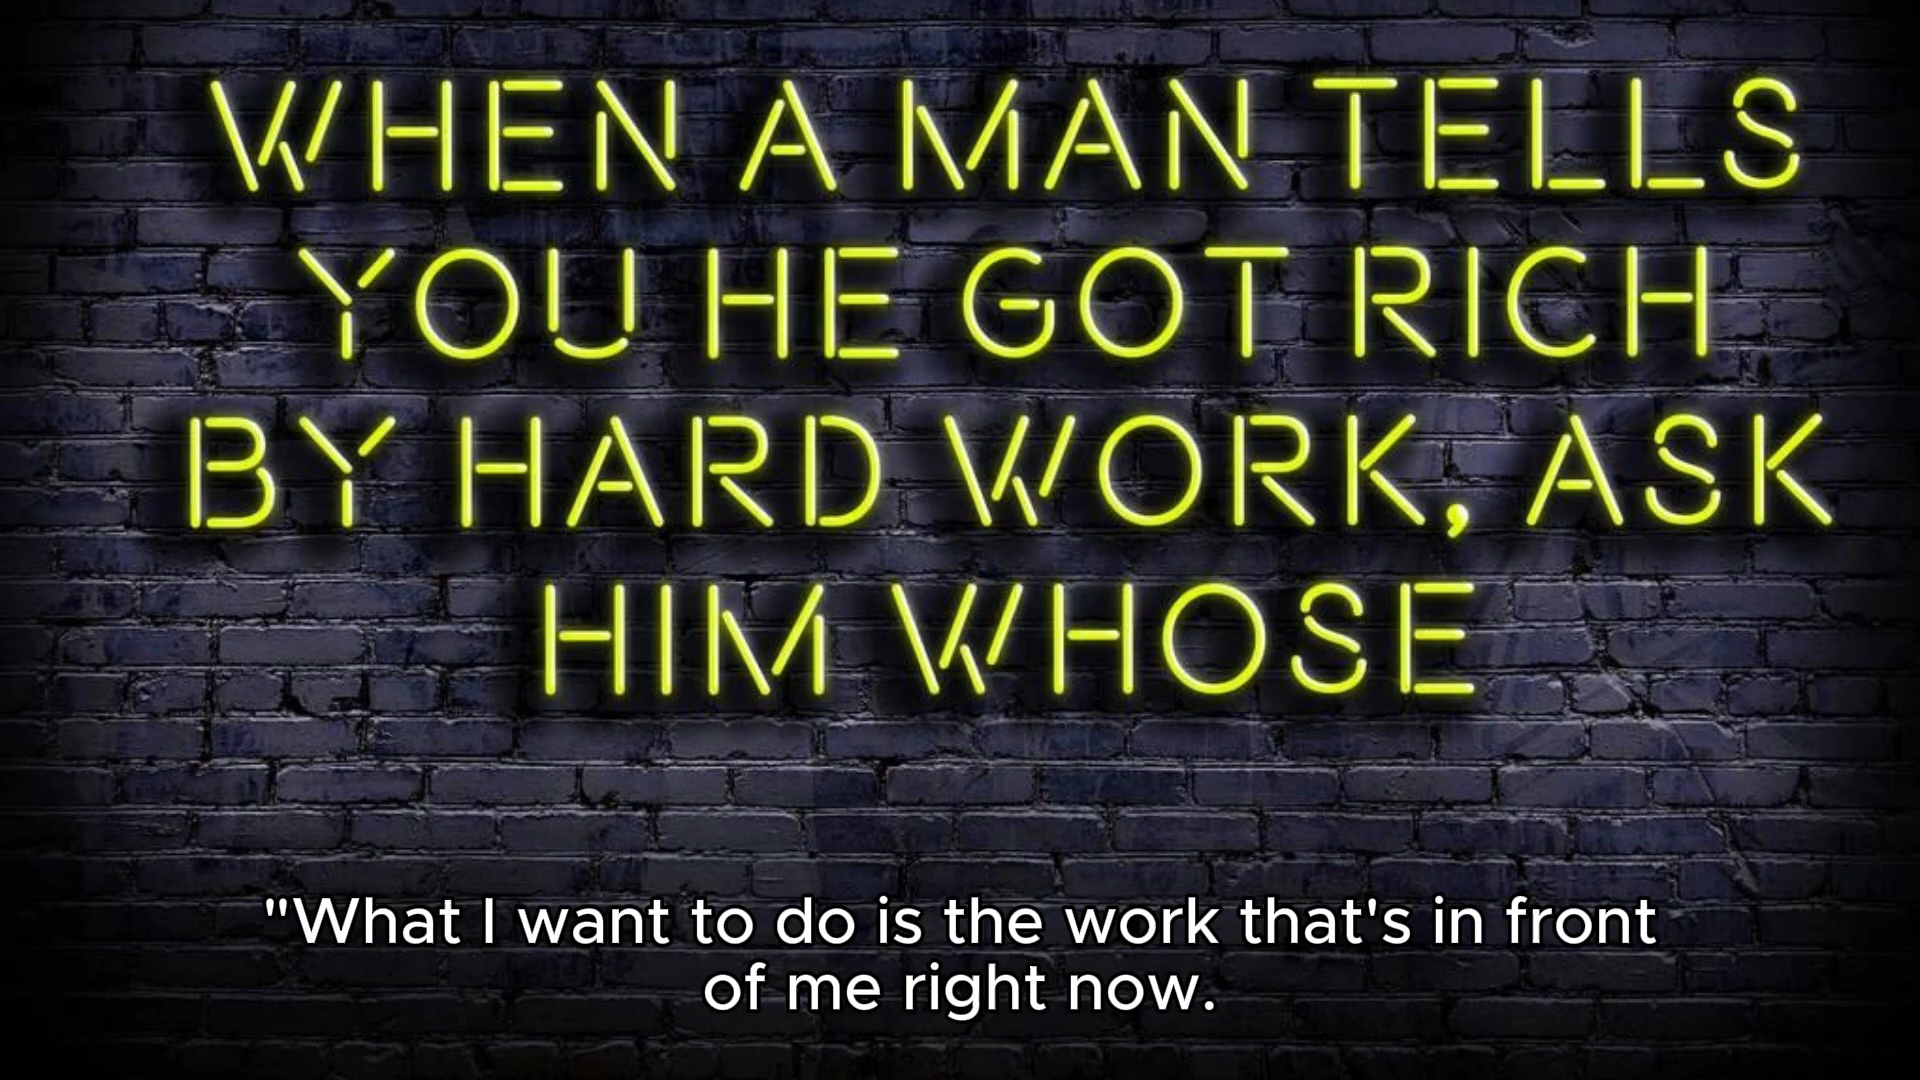 WHEN A MAN TELLS
YOU HE GOT RICH
BY HARD WORK, ASK
HIM WHOSE
"What I want to do is the work that's in front
of me right now.